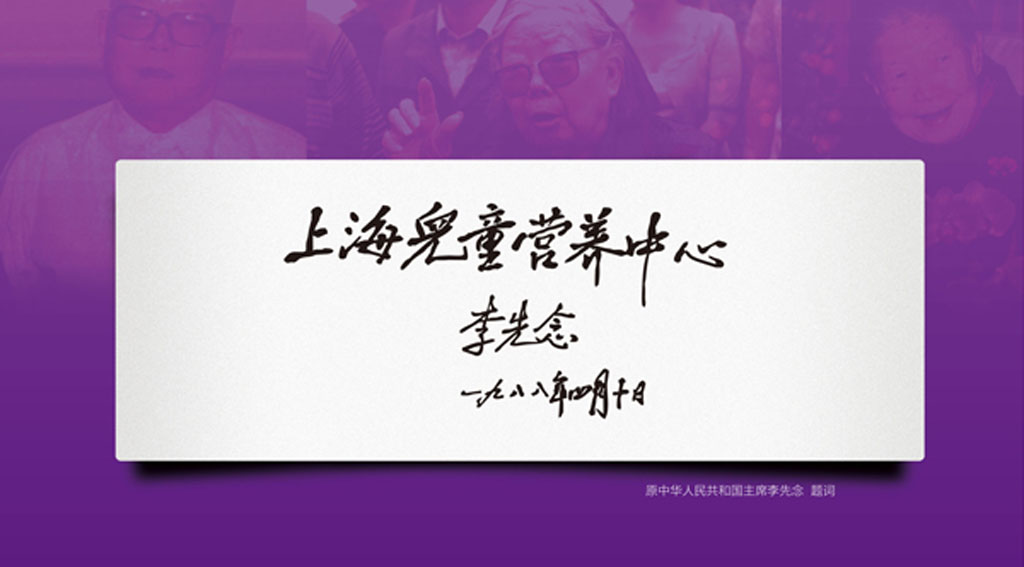 上海兒童营养中心
李先念
一九八八年四月十日
原中华人民共和国主席李先念 题词